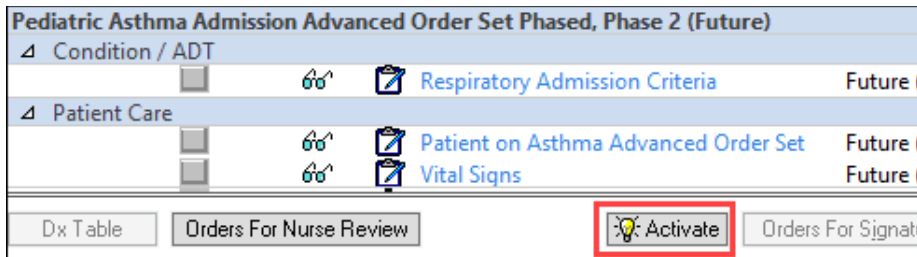 Pediatric Asthma Admission Advanced Order Set Phased, Phase 2 (Future)
Condition / ADT
Respiratory Admission Criteria Future
Patient Care
Patient on Asthma Advanced Order Set Future
Vital Signs Future
Dx Table Orders For Nurse Review Activate Orders For